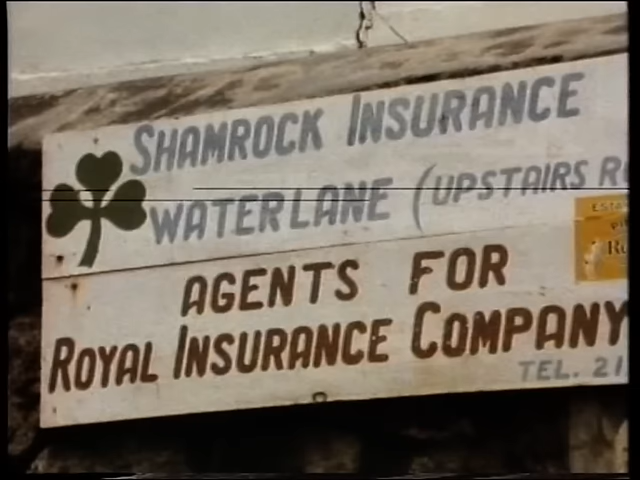 SHAMROCK INSURANCE
WATERLANE (UPSTAIRS
AGENTS FOR
ROYAL INSURANCE COMPANY
TEL. 21